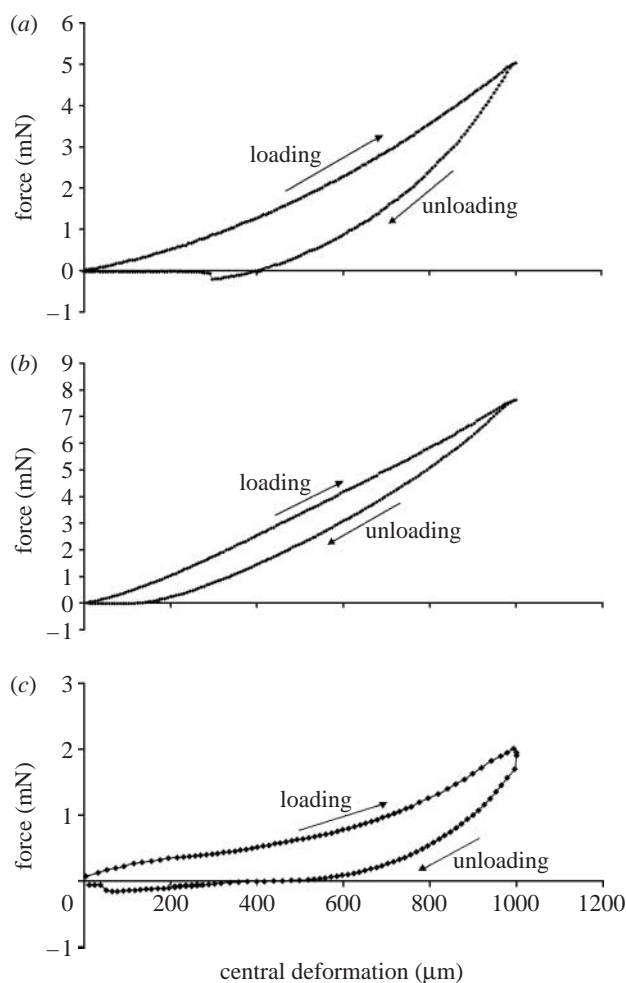 (a)
6
5
4
3
2
1
0
–1
force (mN)
loading
unloading
(b)
9
8
7
6
5
4
3
2
1
0
–1
force (mN)
loading
unloading
(c)
3
2
1
0
–1
force (mN)
loading
unloading
200 400 600 800 1000 1200
central deformation (μm)